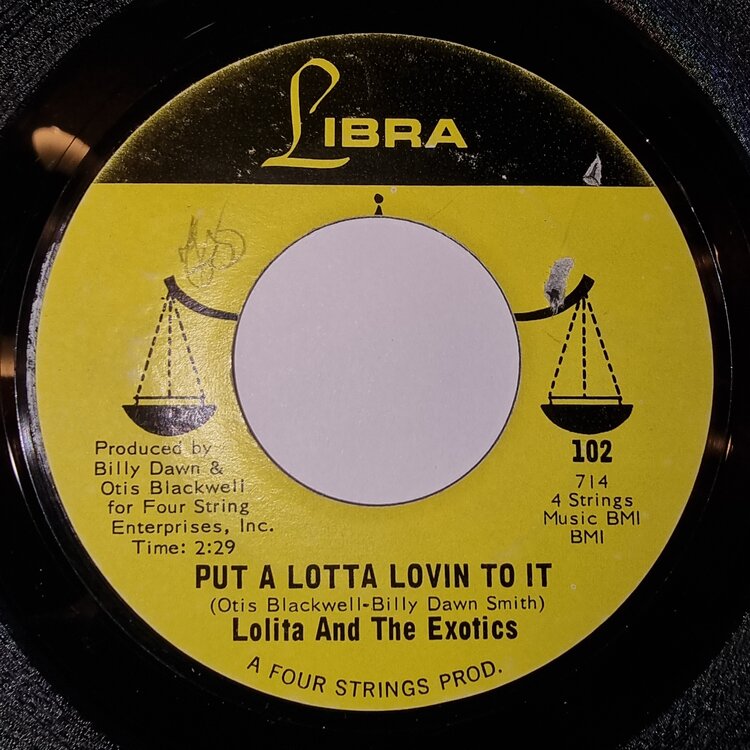 LIBRA
Produced by
Billy Dawn &
Otis Blackwell
for Four String
Enterprises, Inc.
Time: 2:29
102
714
4 Strings
Music BMI
BMI
PUT A LOTTA LOVIN TO IT
(Otis Blackwell-Billy Dawn Smith)
Lolita And The Exotics
A FOUR STRINGS PROD.